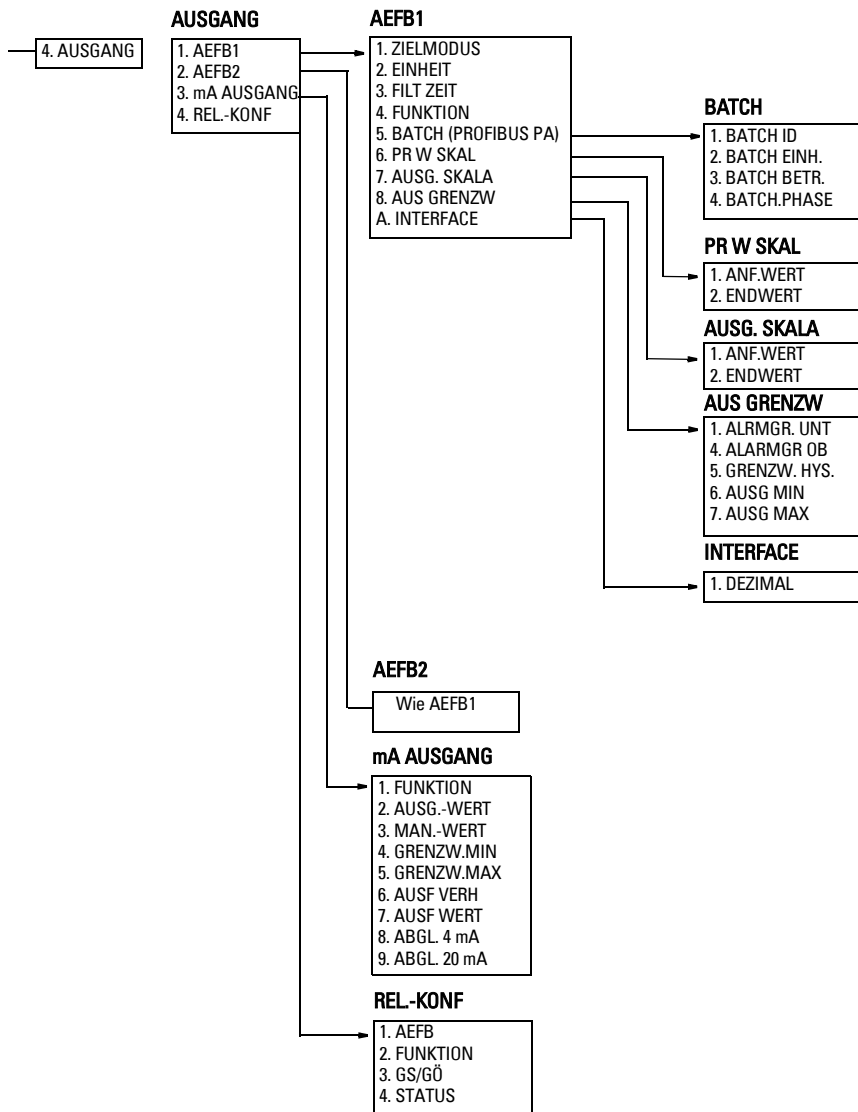 4. AUSGANG
AUSGANG
1. AEFB1
2. AEFB2
3. mA AUSGANG
4. REL.-KONF
AEFB1
1. ZIELMODUS
2. EINHEIT
3. FILT ZEIT
4. FUNKTION
5. BATCH (PROFIBUS PA)
6. PR W SKAL
7. AUSG. SKALA
8. AUS GRENZW
A. INTERFACE
BATCH
1. BATCH ID
2. BATCH EINH.
3. BATCH BETR.
4. BATCH.PHASE
PR W SKAL
1. ANF.WERT
2. ENDWERT
AUSG. SKALA
1. ANF.WERT
2. ENDWERT
AUS GRENZW
1. ALRMGR. UNT
4. ALARMGR OB
5. GRENZW. HYS.
6. AUSG MIN
7. AUSG MAX
INTERFACE
1. DEZIMAL
AEFB2
Wie AEFB1
mA AUSGANG
1. FUNKTION
2. AUSG.-WERT
3. MAN.-WERT
4. GRENZW.MIN
5. GRENZW.MAX
6. AUSF VERH
7. AUSF WERT
8. ABGL. 4 mA
9. ABGL. 20 mA
REL.-KONF
1. AEFB
2. FUNKTION
3. GS/GÖ
4. STATUS